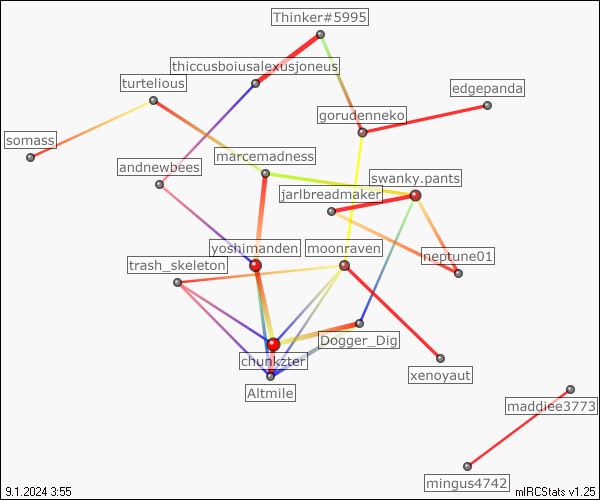 Thinker#5995
thiccusboiusalexusjoneus
turtelious
edgepanda
gorudenneko
somass
marcemadness
andnewbees
swanky.pants
jarlbreadmaker
yoshimanden
moonraven
neptune01
trash_skeleton
Dogger_Dig
chunkzter
xenoyaut
Altmile
maddiee3773
mingus4742
9.1.2024 3:55
mIRCStats v1.25